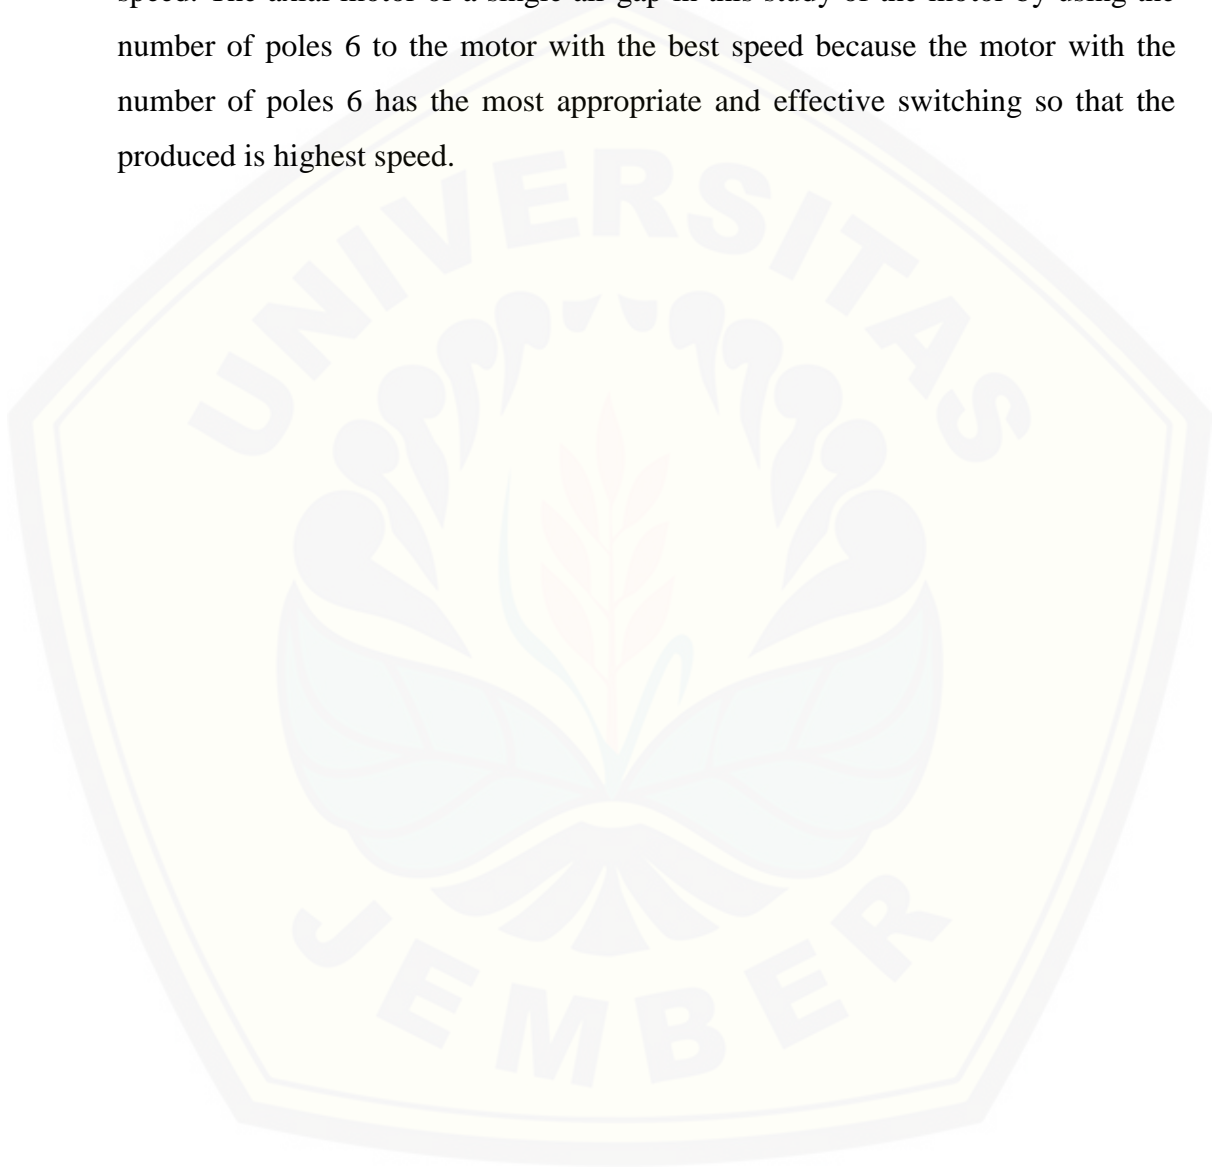 speed. The axial motor of a single air gap in this study of the motor by using the
number of poles 6 to the motor with the best speed because the motor with the
number of poles 6 has the most appropriate and effective switching so that the
produced is highest speed.
UNIVERSITAS
JEMBER